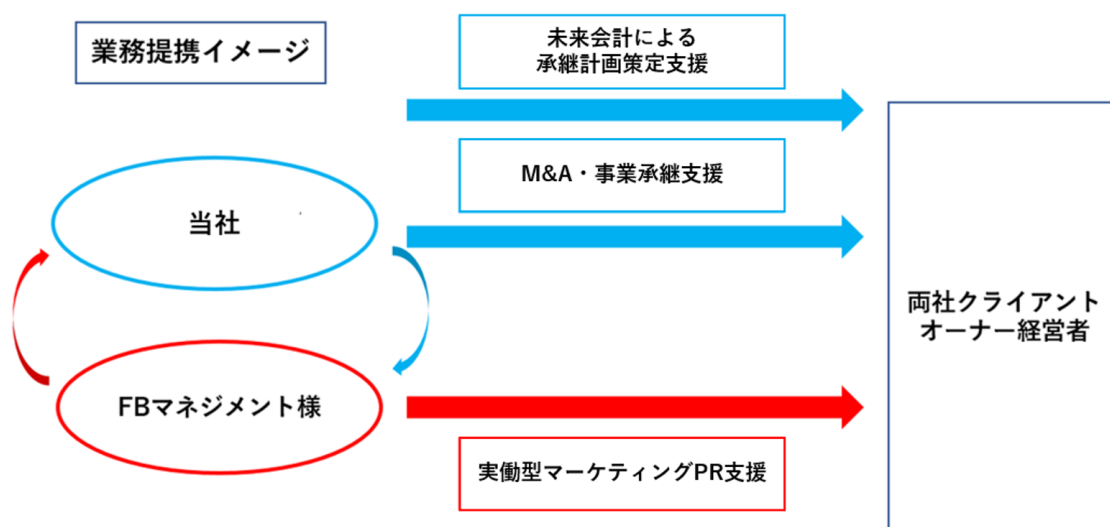 業務提携イメージ
未来会計による
承継計画策定支援
M&A・事業承継支援
当社
両社クライアント
オーナー経営者
FBマネジメント様
実働型マーケティングPR支援